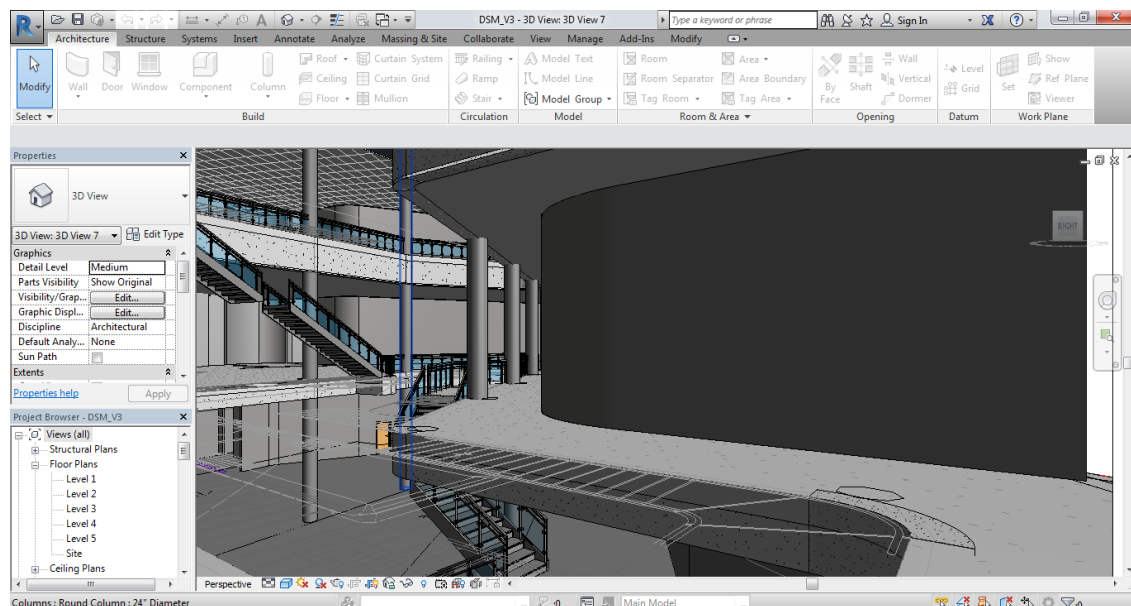 DSM_V3 - 3D View: 3D View 7
Type a keyword or phrase
Sign In
Architecture Structure Systems Insert Annotate Analyze Massing & Site Collaborate View Manage Add-Ins Modify
Modify
Wall Door Window Component Column
Roof Curtain System
Ceiling Curtain Grid
Floor Mullion
Railing
Ramp
Stair
Model Text
Model Line
Model Group
Room Area
Room Separator Area Boundary
Tag Room Tag Area
By Face
Shaft
Wall
Vertical
Dormer
Level
Grid
Set
Show
Ref Plane
Viewer
Select Build Circulation Model Room & Area Opening Datum Work Plane
Properties
3D View
3D View: 3D View 7 Edit Type
Graphics
Detail Level Medium
Parts Visibility Show Original
Visibility/Grap... Edit...
Graphic Displ... Edit...
Discipline Architectural
Default Analy... None
Sun Path
Extents
Properties help Apply
Project Browser - DSM_V3
Views (all)
Structural Plans
Floor Plans
Level 1
Level 2
Level 3
Level 4
Level 5
Site
Ceiling Plans
RIGHT
Perspective
Columns : Round Column : 24" Diameter
:0
Main Model
:0